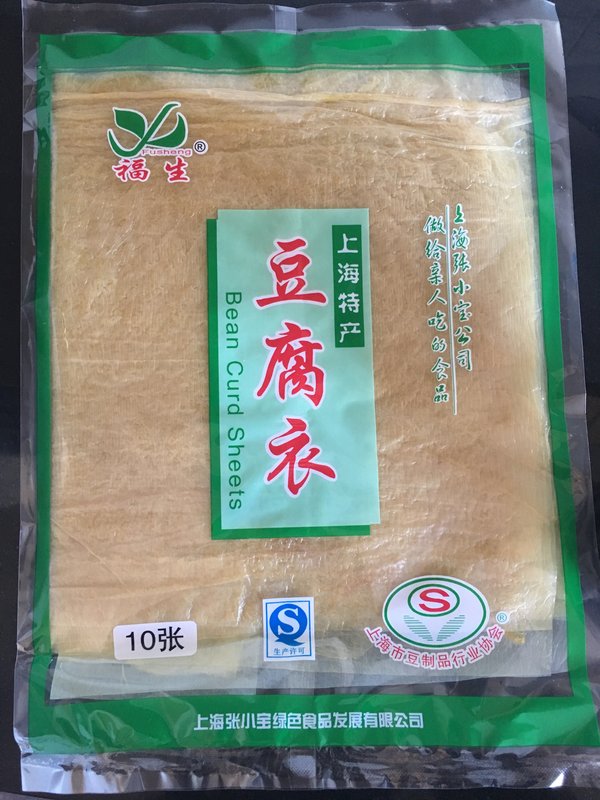 Fusheng®
福生
上海特产
豆腐衣
Bean Curd Sheets
上海张小宝公司
做给亲人吃的食品
10张
QS
生产许可
S
®
上海市豆制品行业协会
上海张小宝绿色食品发展有限公司